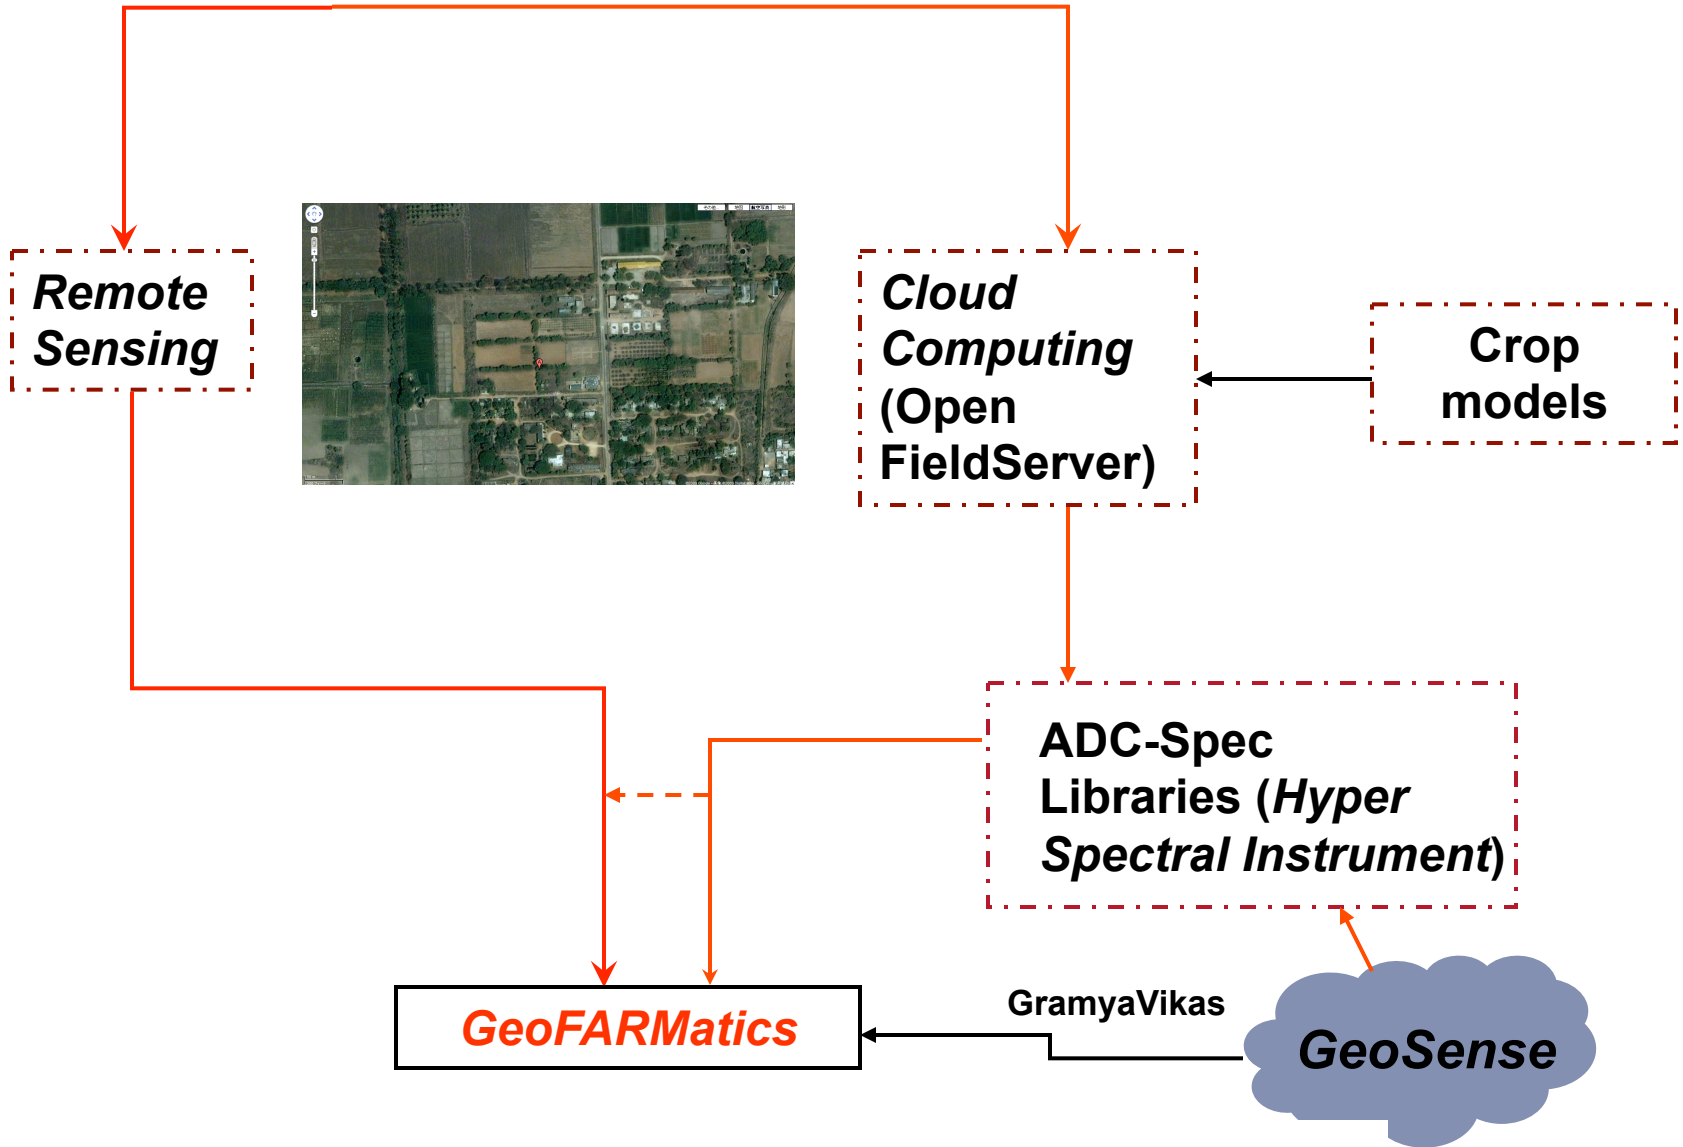 Remote
Sensing
Cloud
Computing
(Open
FieldServer)
Crop
models
ADC-Spec
Libraries (Hyper
Spectral Instrument)
GramyaVikas
GeoFARMatics
GeoSense